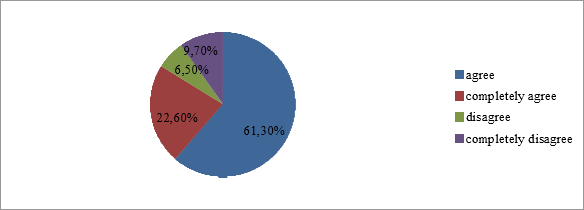 9,70%
6,50%
22,60%
61,30%
agree
completely agree
disagree
completely disagree